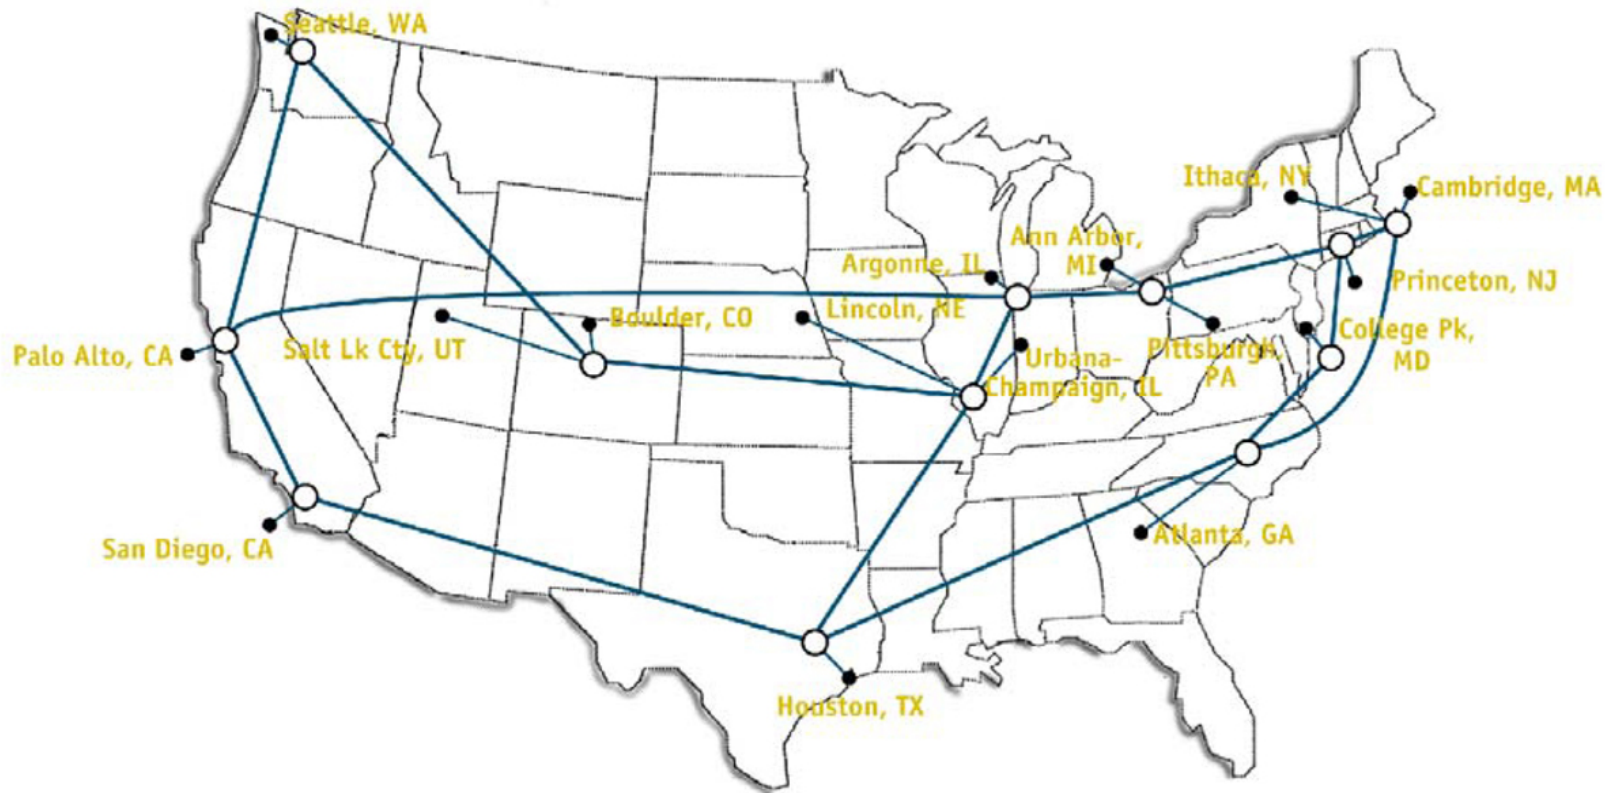 Seattle, WA
Ithaca, NY
Cambridge, MA
Ann Arbor,
MI
Argonne, IL
Princeton, NJ
Lincoln, NE
Boulder, CO
College Pk,
MD
Palo Alto, CA
Salt Lk Cty, UT
Urbana-
Champaign, IL
Pittsburgh,
PA
San Diego, CA
Atlanta, GA
Houston, TX